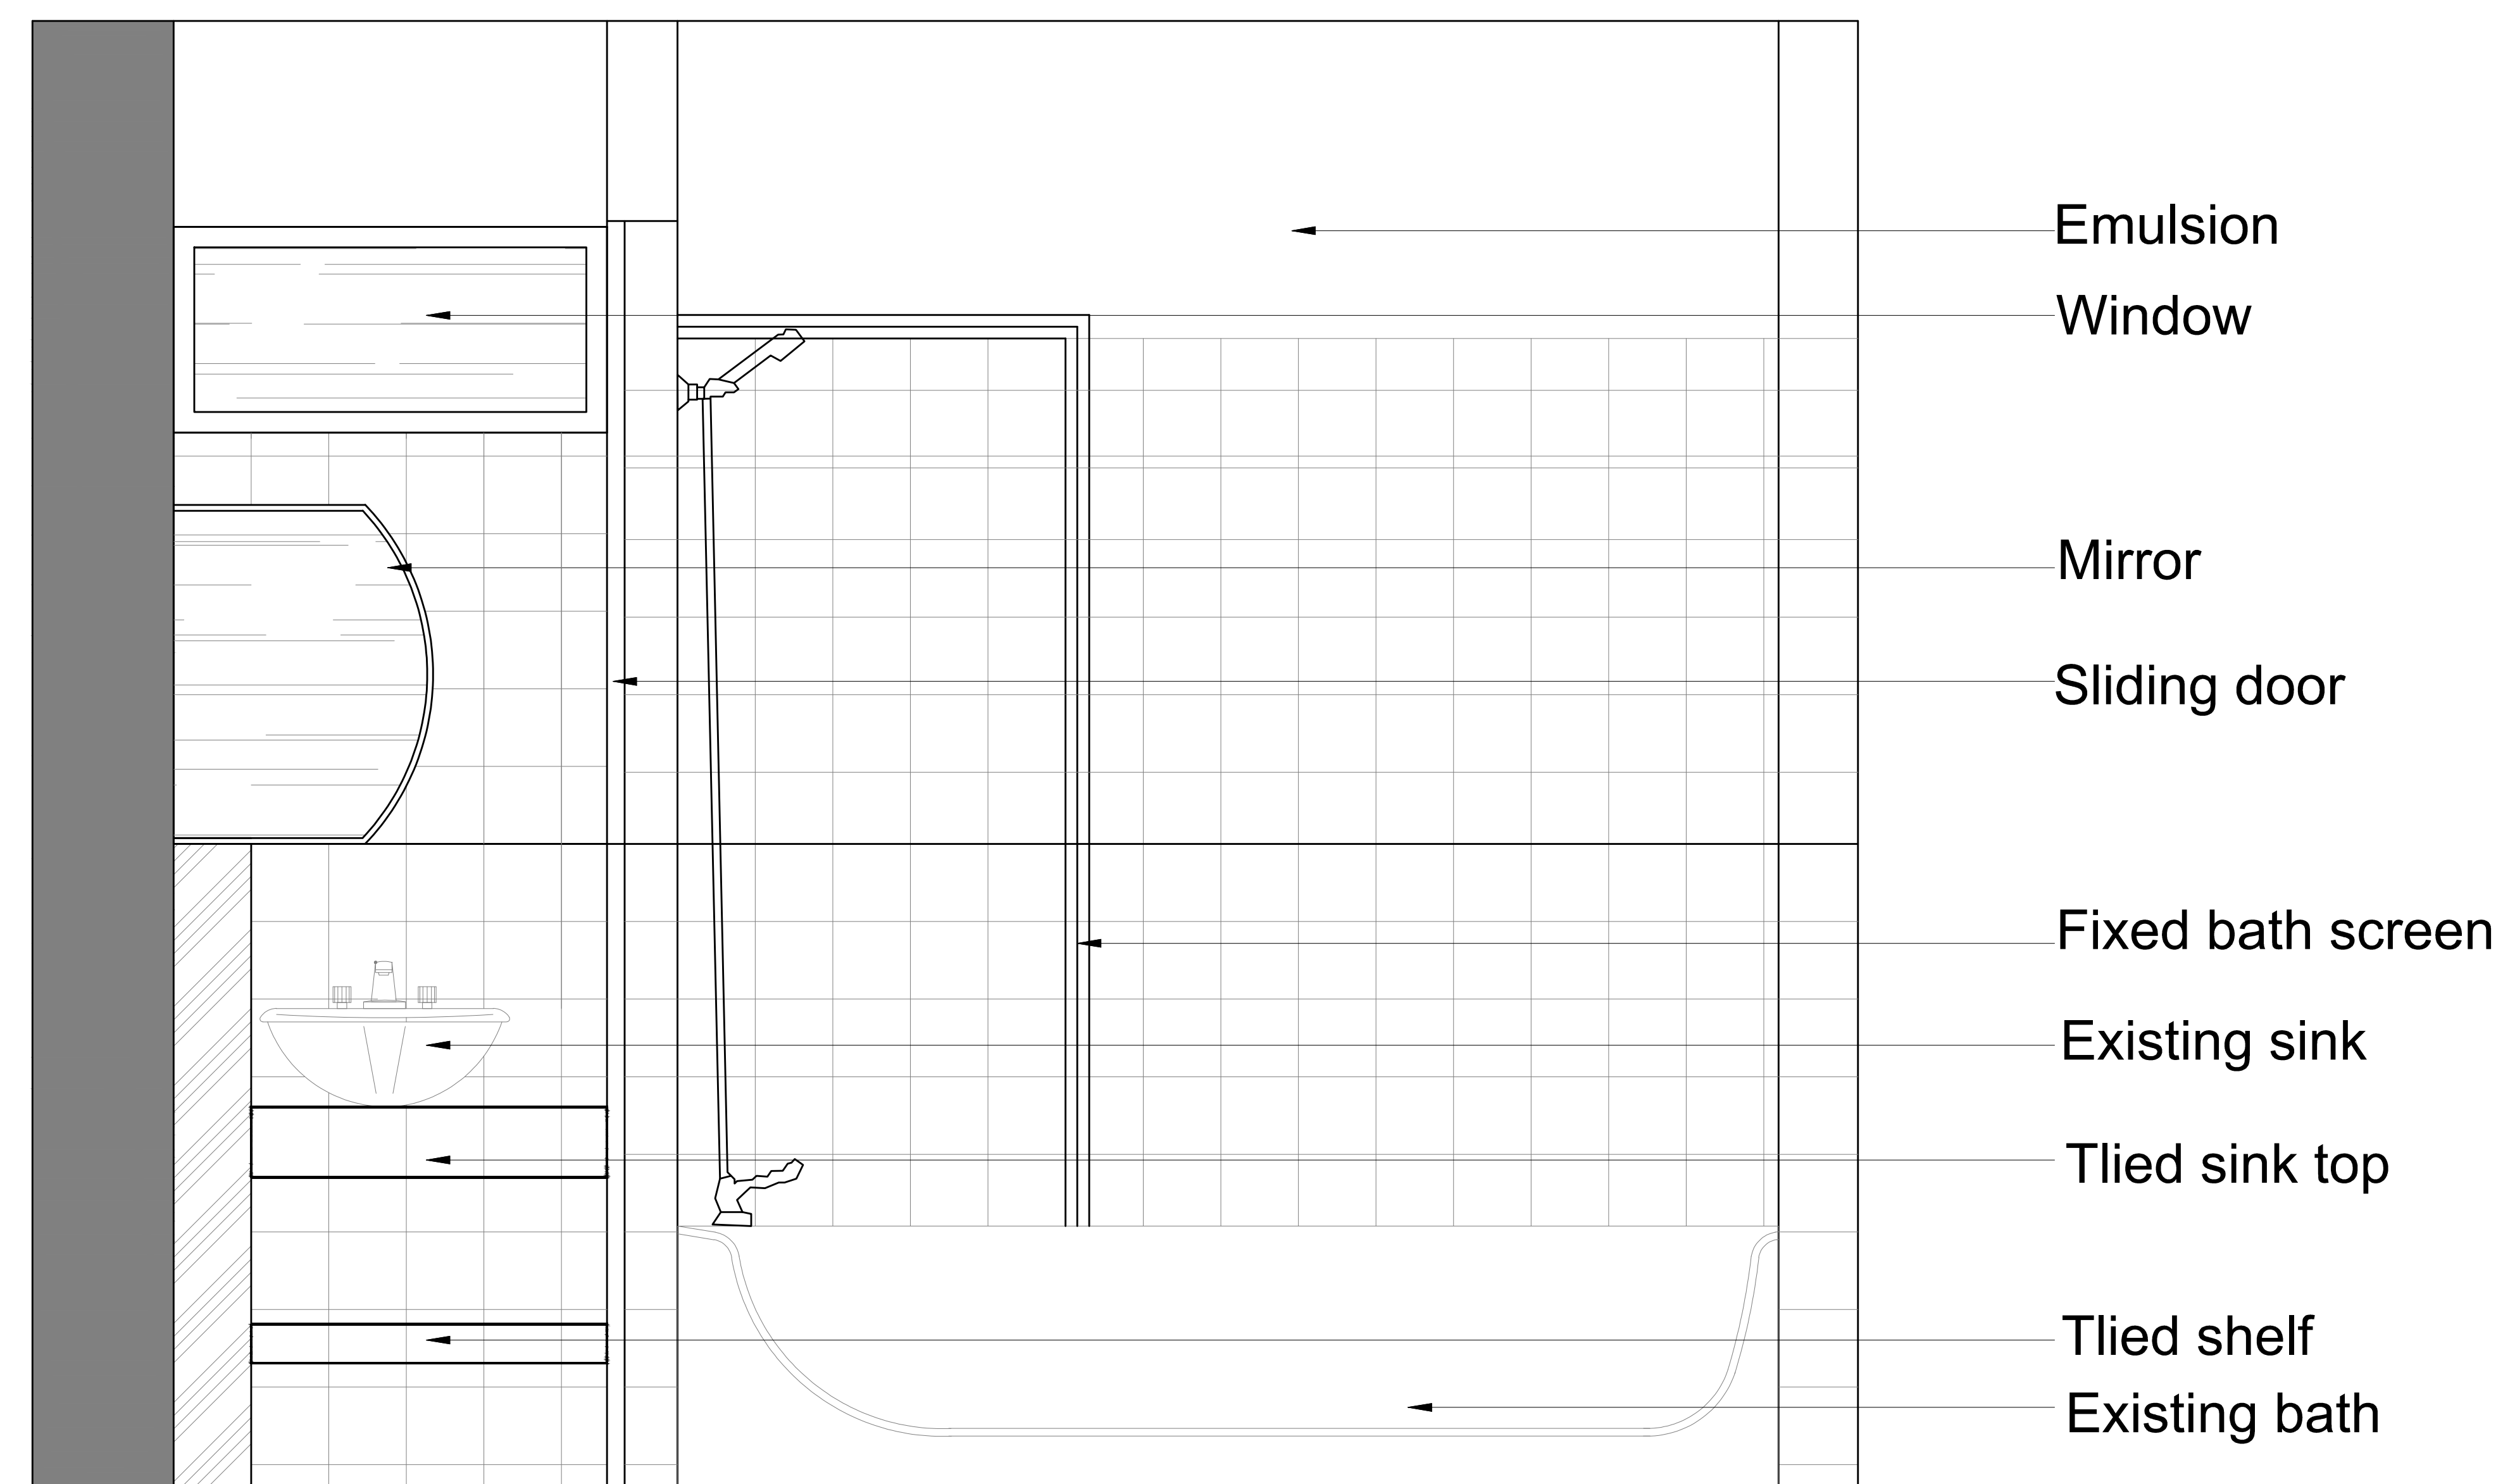 Emulsion
Window
Mirror
Sliding door
Fixed bath screen
Existing sink
Tlied sink top
Tlied shelf
Existing bath